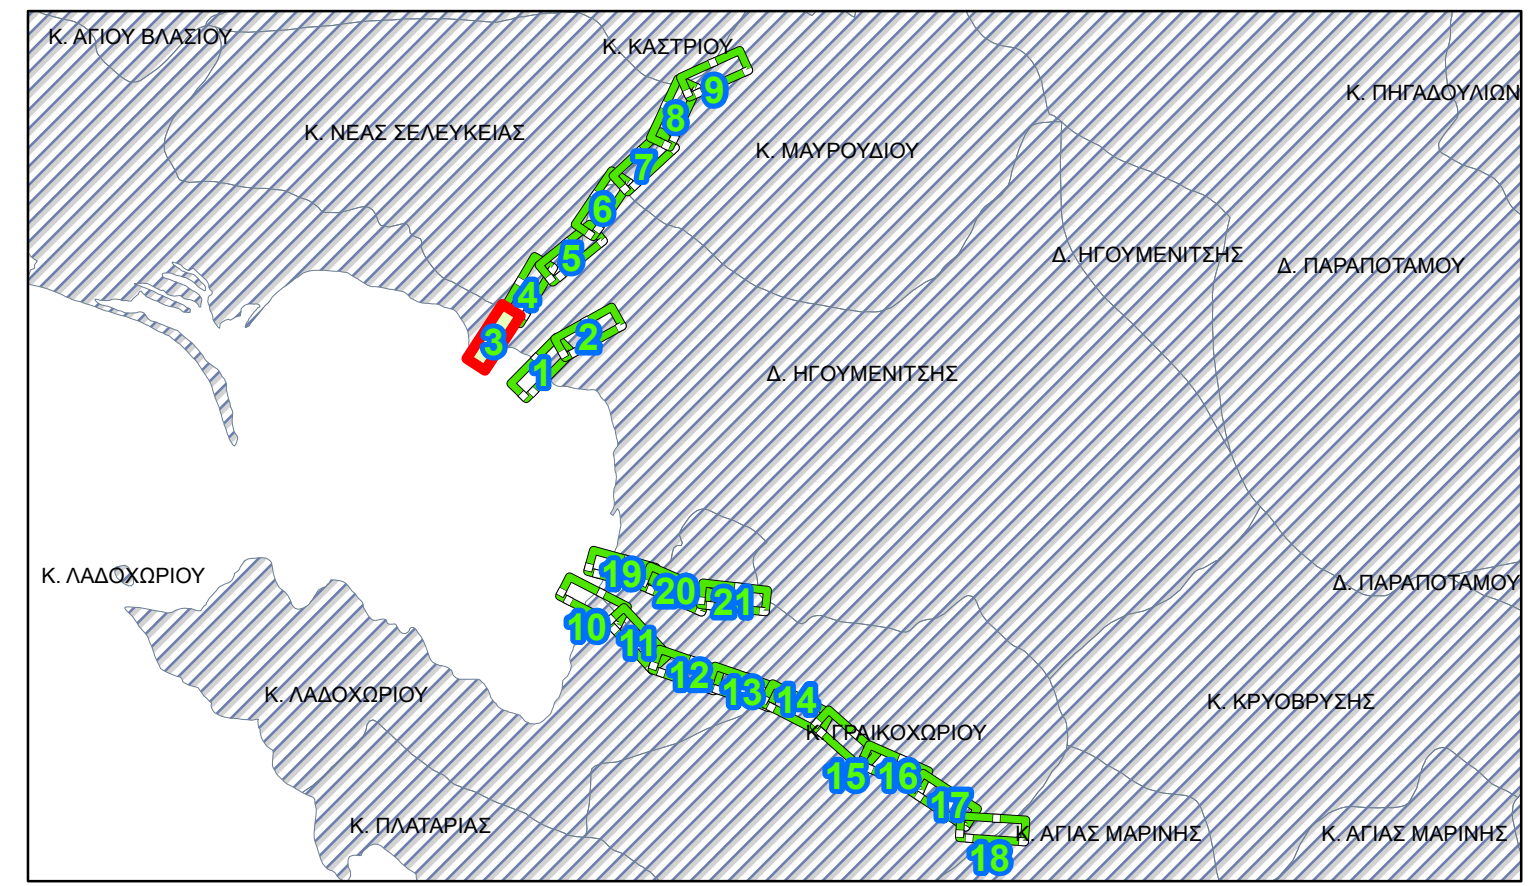 Κ. ΑΓΙΟΥ ΒΛΑΣΙΟΥ
Κ. ΚΑΣΤΡΙΟΥ
9
Κ. ΠΗΓΑΔΟΥΛΙΩΝ
8
Κ. ΝΕΑΣ ΣΕΛΕΥΚΕΙΑΣ
Κ. ΜΑΥΡΟΥΔΙΟΥ
7
6
5
Δ. ΗΓΟΥΜΕΝΙΤΣΗΣ
Δ. ΠΑΡΑΠΟΤΑΜΟΥ
4
3
2
1
Δ. ΗΓΟΥΜΕΝΙΤΣΗΣ
Κ. ΛΑΔΟΧΩΡΙΟΥ
19
20
21
Δ. ΠΑΡΑΠΟΤΑΜΟΥ
10
11
12
13
14
Κ. ΛΑΔΟΧΩΡΙΟΥ
Κ. ΚΡΥΟΒΡΥΣΗΣ
Κ. ΓΡΑΙΚΟΧΩΡΙΟΥ
15
16
17
Κ. ΠΛΑΤΑΡΙΑΣ
Κ. ΑΓΙΑΣ ΜΑΡΙΝΗΣ
Κ. ΑΓΙΑΣ ΜΑΡΙΝΗΣ
18